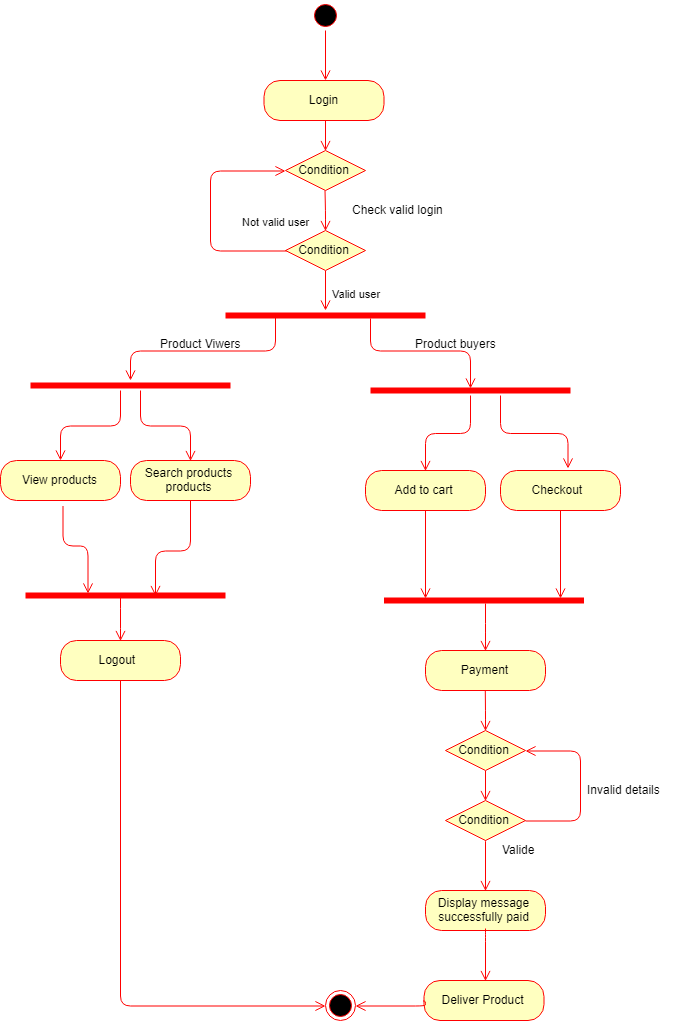 Login
Condition
Check valid login
Not valid user
Condition
Valid user
Product Viwers
Product buyers
View products
Search products
products
Add to cart
Checkout
Logout
Payment
Condition
Invalid details
Condition
Valide
Display message
successfully paid
Deliver Product